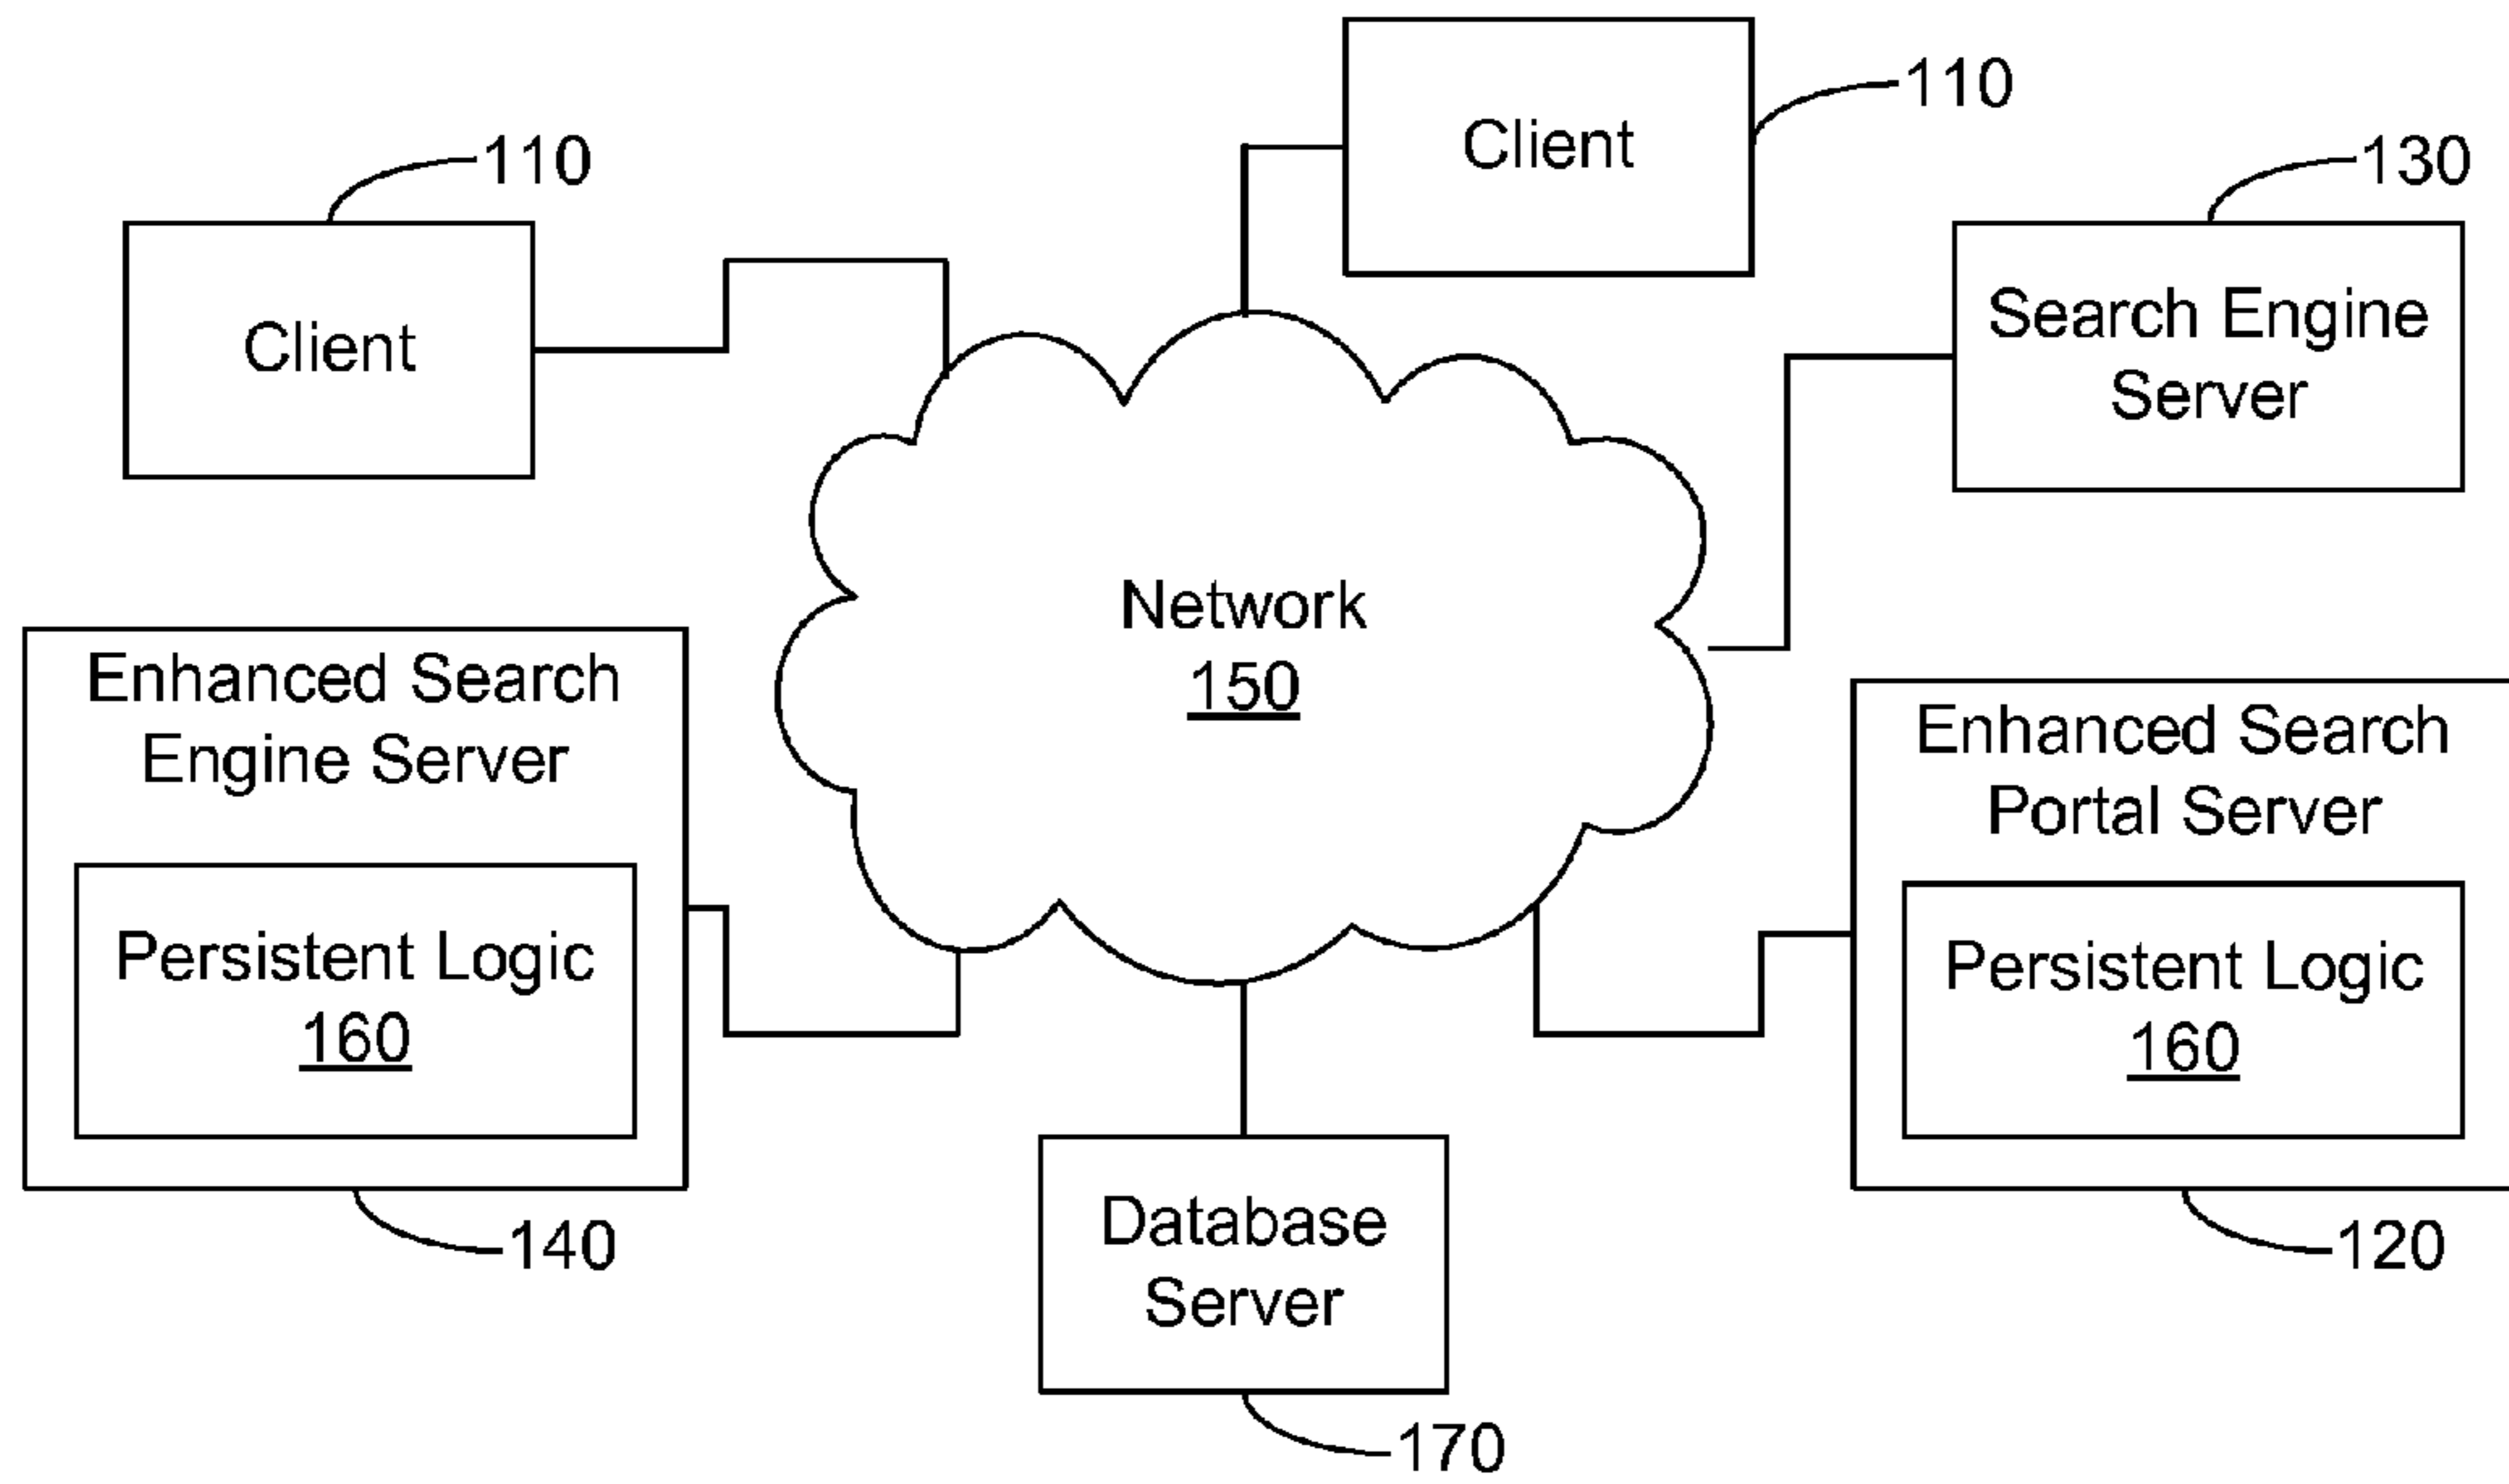 110
Client
110
Client
130
Search Engine
Server
Network
150
Enhanced Search
Engine Server
Persistent Logic
160
140
Enhanced Search
Portal Server
Persistent Logic
160
120
Database
Server
170